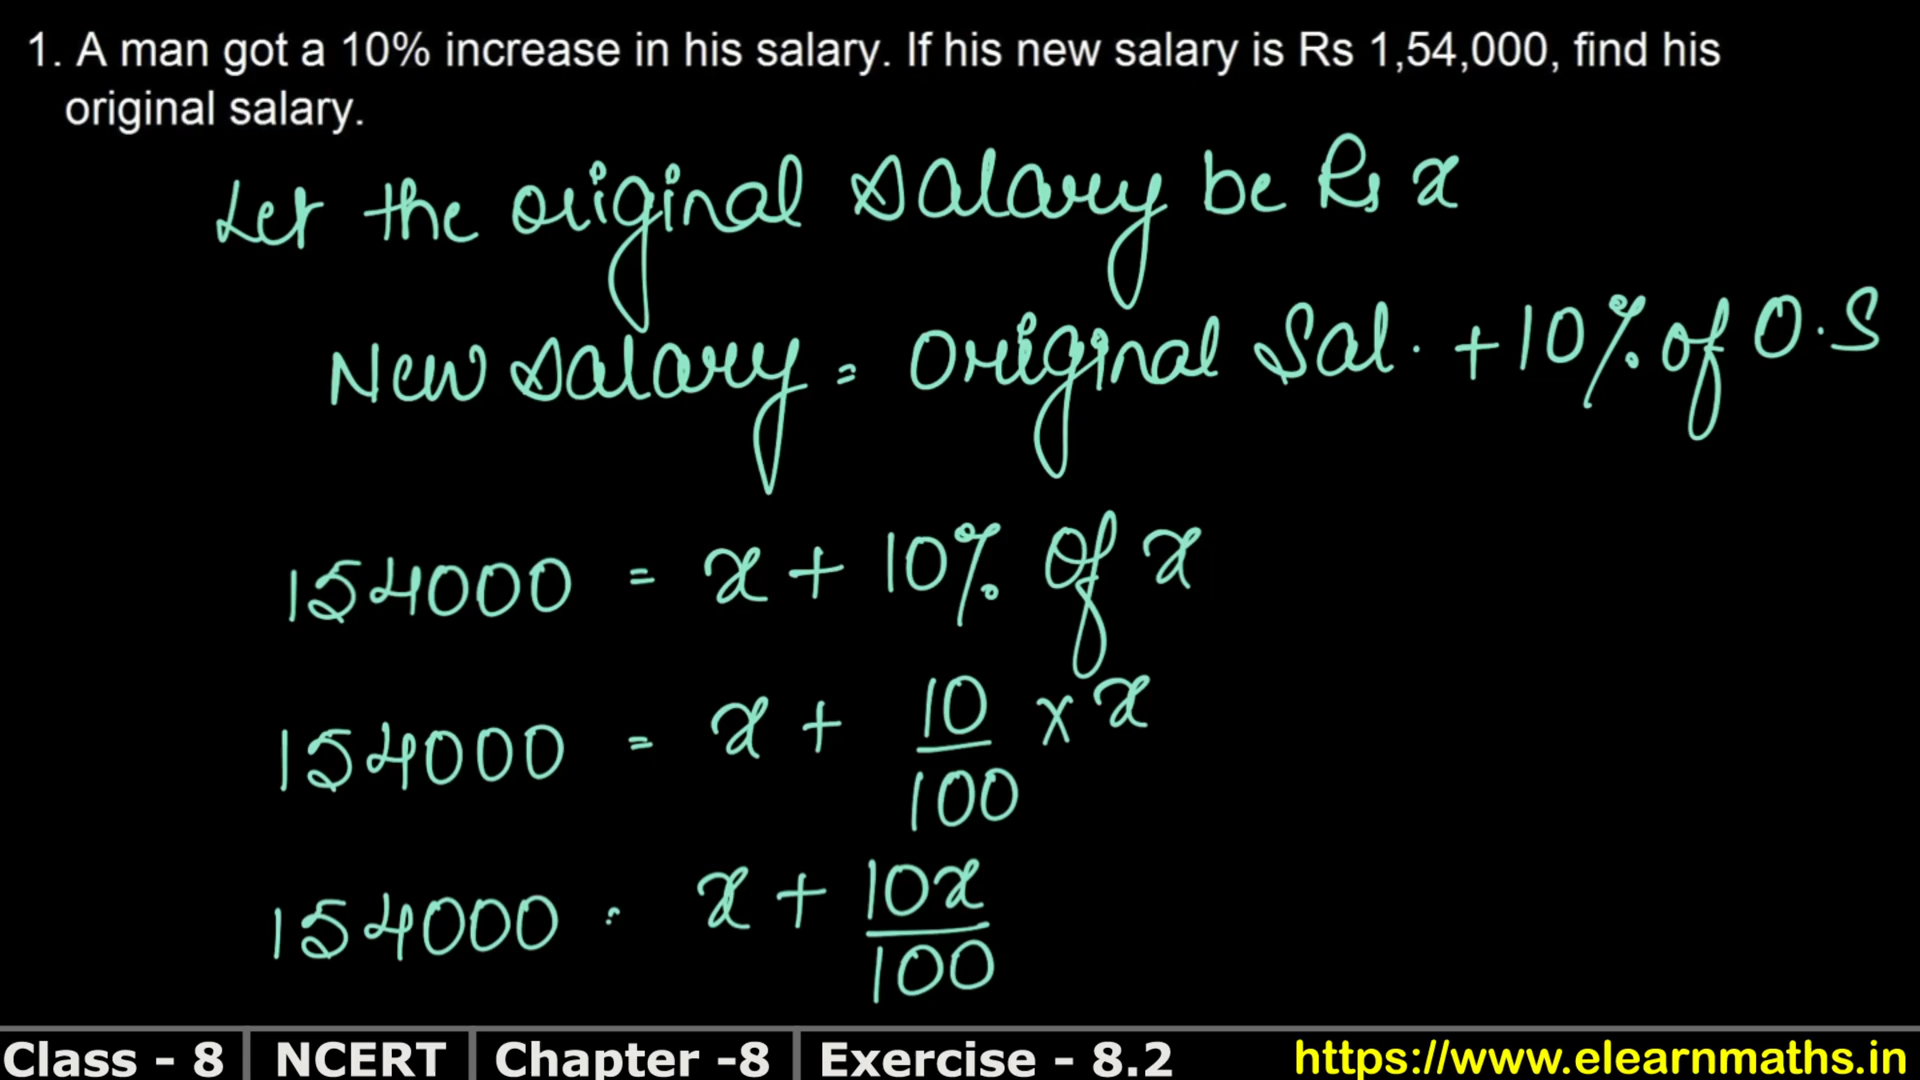 1. A man got a 10% increase in his salary. If his new salary is Rs 1,54,000, find his
original salary.
Let the original salary be Rs x
New salary = original Sal. + 10% of O.S
154000 = x + 10% of x
154000 = x + 10/100 × x
154000 = x + 10x/100
Class - 8 | NCERT | Chapter -8 | Exercise - 8.2 https://www.elearnmaths.in